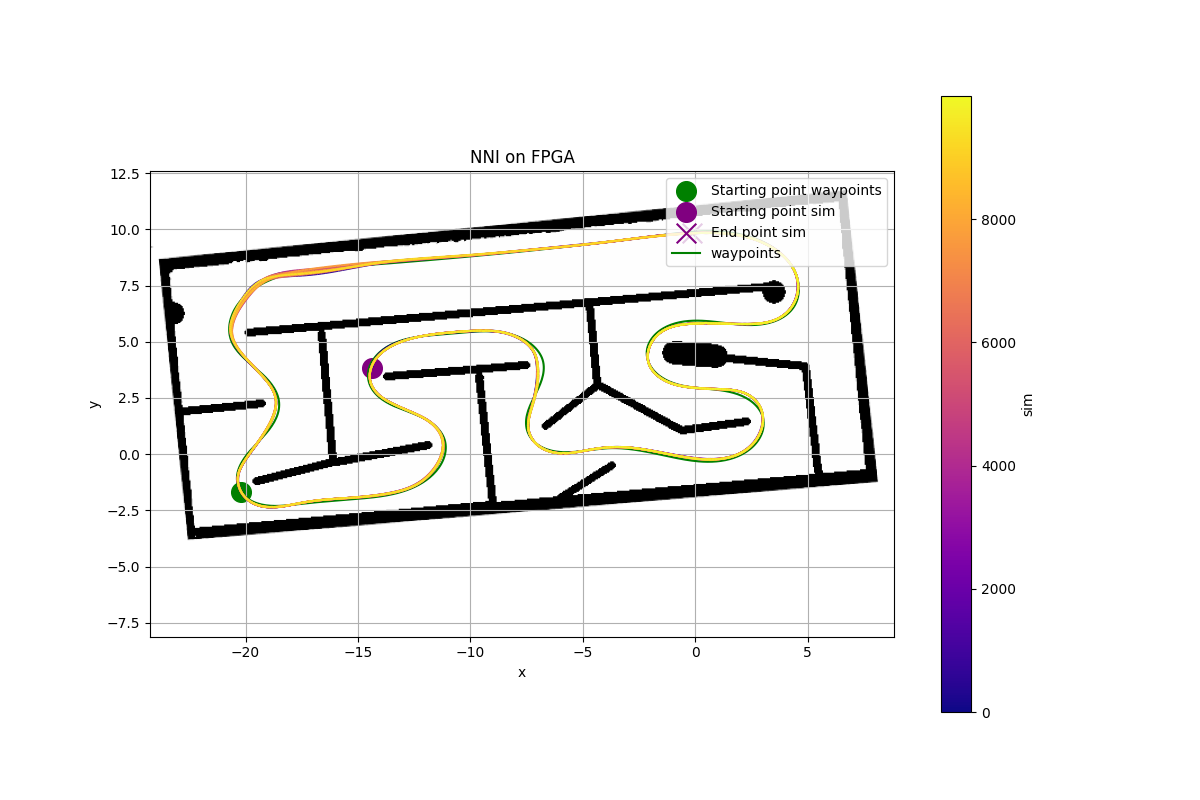 NNI on FPGA
Starting point waypoints
Starting point sim
End point sim
waypoints
12.5
10.0
7.5
5.0
2.5
0.0
−2.5
−5.0
−7.5
y
−20
−15
−10
−5
0
5
x
8000
6000
4000
2000
0
sim